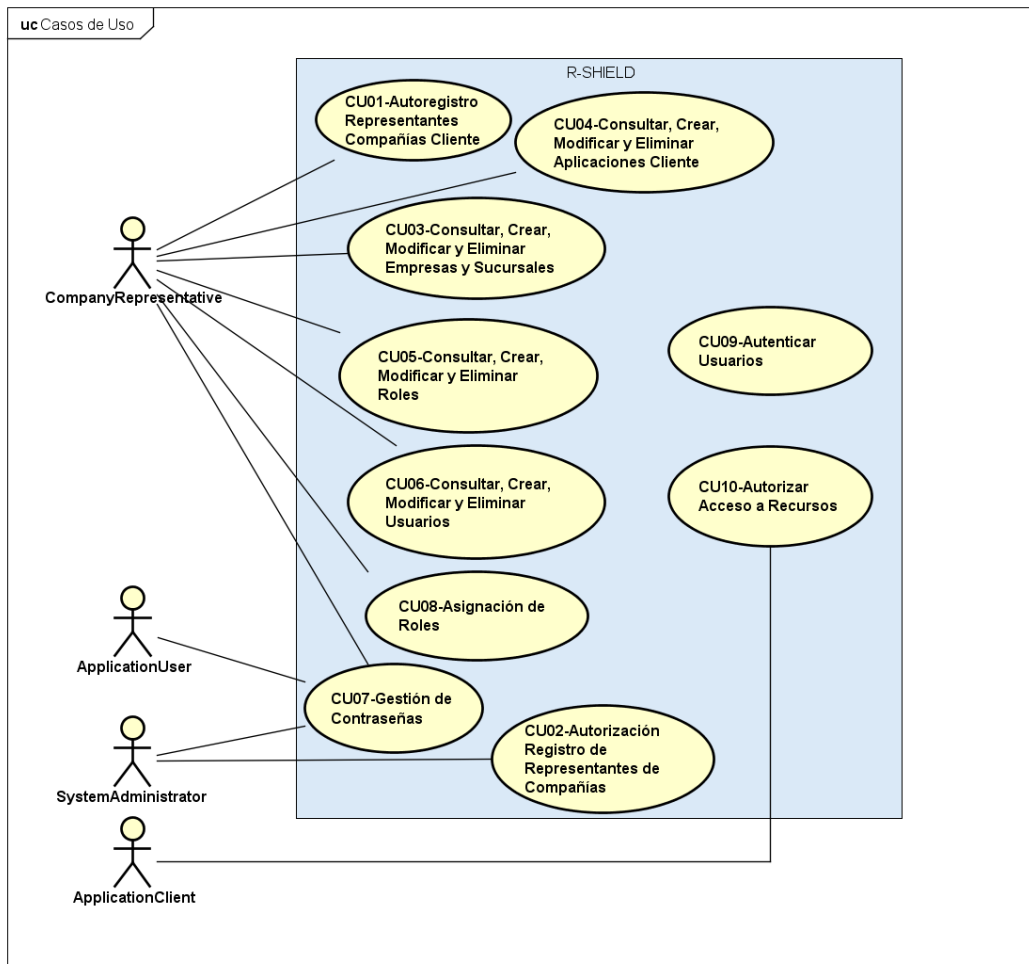 uc Casos de Uso
R-SHIELD
CU01-Autoregistro
Representantes
Compañías Cliente
CU04-Consultar, Crear,
Modificar y Eliminar
Aplicaciones Cliente
CU03-Consultar, Crear,
Modificar y Eliminar
Empresas y Sucursales
CompanyRepresentative
CU09-Autenticar
Usuarios
CU05-Consultar, Crear,
Modificar y Eliminar
Roles
CU06-Consultar, Crear,
Modificar y Eliminar
Usuarios
CU10-Autorizar
Acceso a Recursos
CU08-Asignación de
Roles
ApplicationUser
CU07-Gestión de
Contraseñas
CU02-Autorización
Registro de
Representantes de
Compañías
SystemAdministrator
ApplicationClient